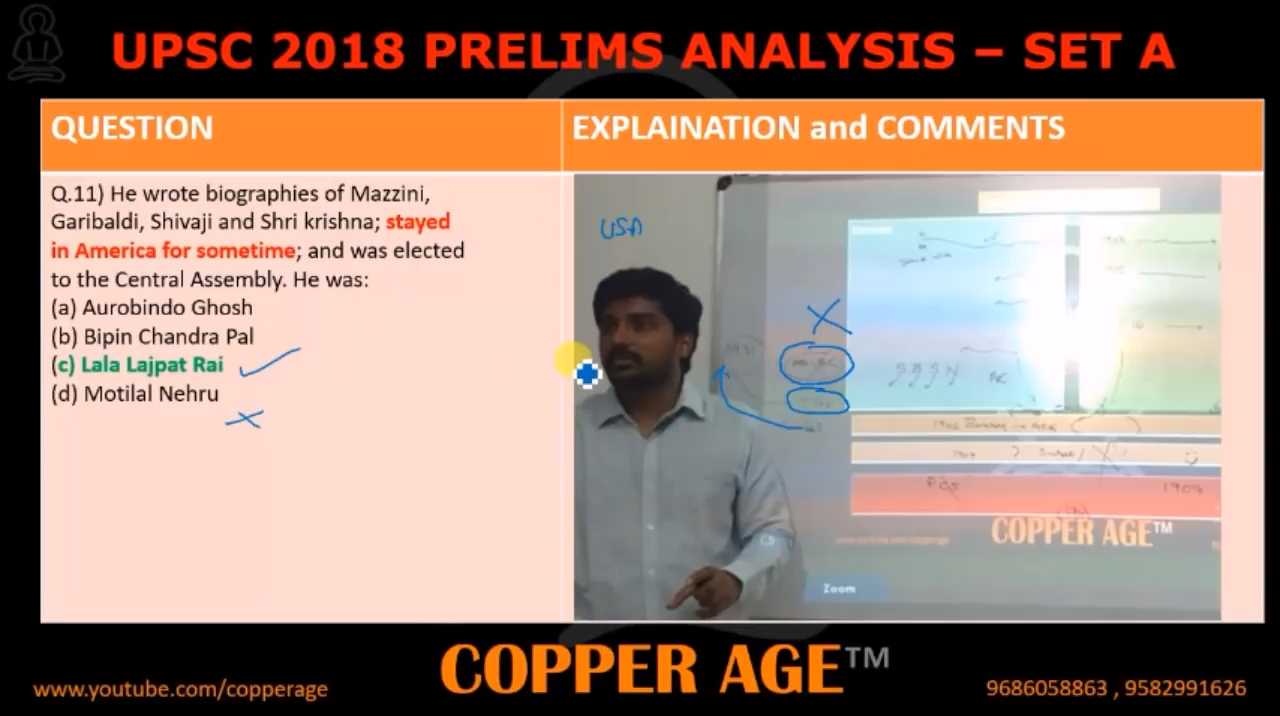 UPSC 2018 PRELIMS ANALYSIS – SET A
QUESTION
EXPLAINATION and COMMENTS
Q.11) He wrote biographies of Mazzini,
Garibaldi, Shivaji and Shri krishna; stayed
in America for sometime; and was elected
to the Central Assembly. He was:
(a) Aurobindo Ghosh
(b) Bipin Chandra Pal
(c) Lala Lajpat Rai
(d) Motilal Nehru
USA
1907
1909
COPPER AGE™
Zoom
COPPER AGE™
www.youtube.com/copperage
9686058863 , 9582991626